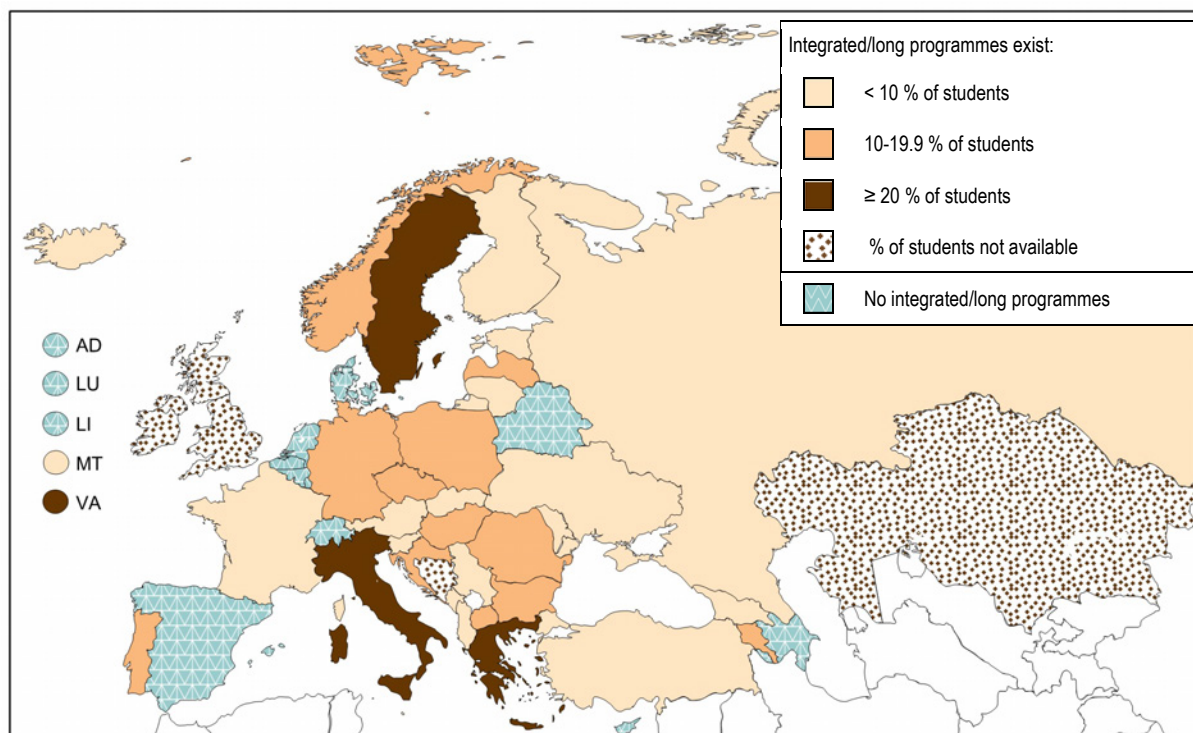 Integrated/long programmes exist:
< 10 % of students
10-19.9 % of students
≥ 20 % of students
% of students not available
No integrated/long programmes
AD
LU
LI
MT
VA